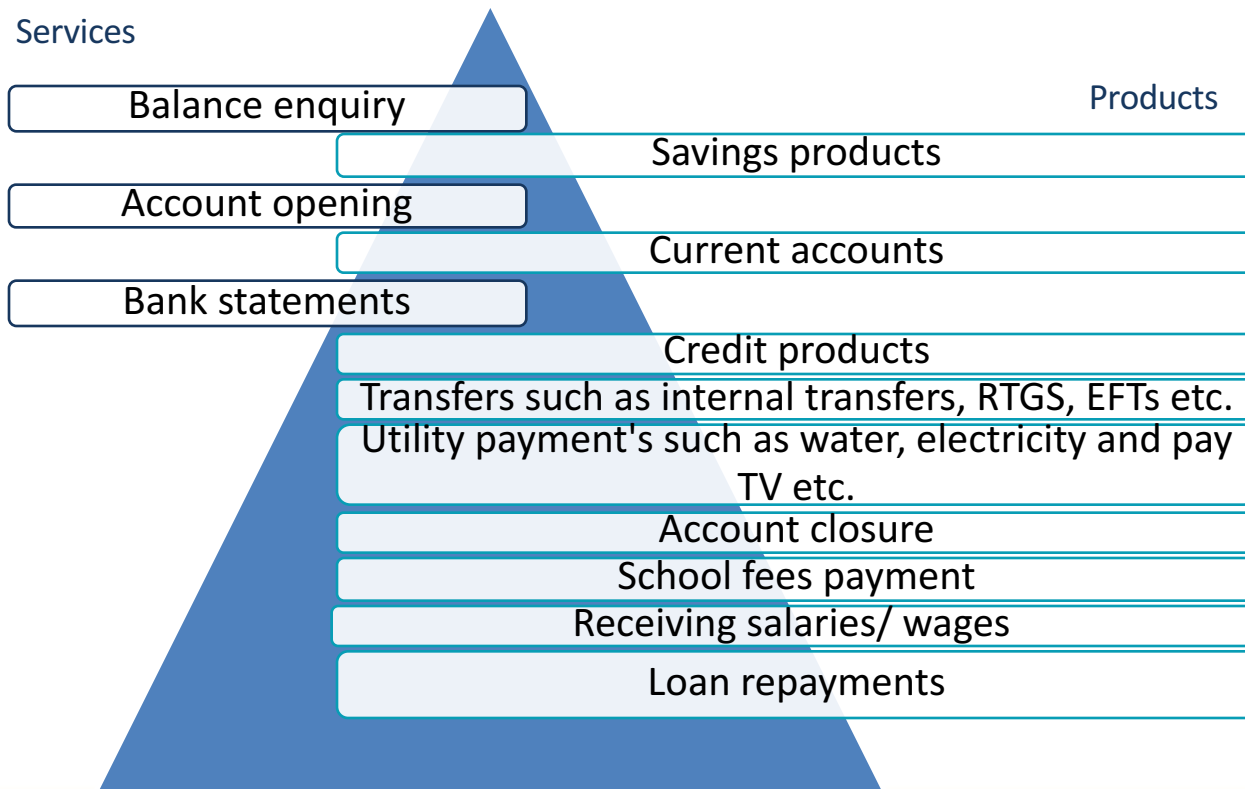 Services
Balance enquiry
Products
Savings products
Account opening
Current accounts
Bank statements
Credit products
Transfers such as internal transfers, RTGS, EFTs etc.
Utility payment's such as water, electricity and pay
TV etc.
Account closure
School fees payment
Receiving salaries/ wages
Loan repayments